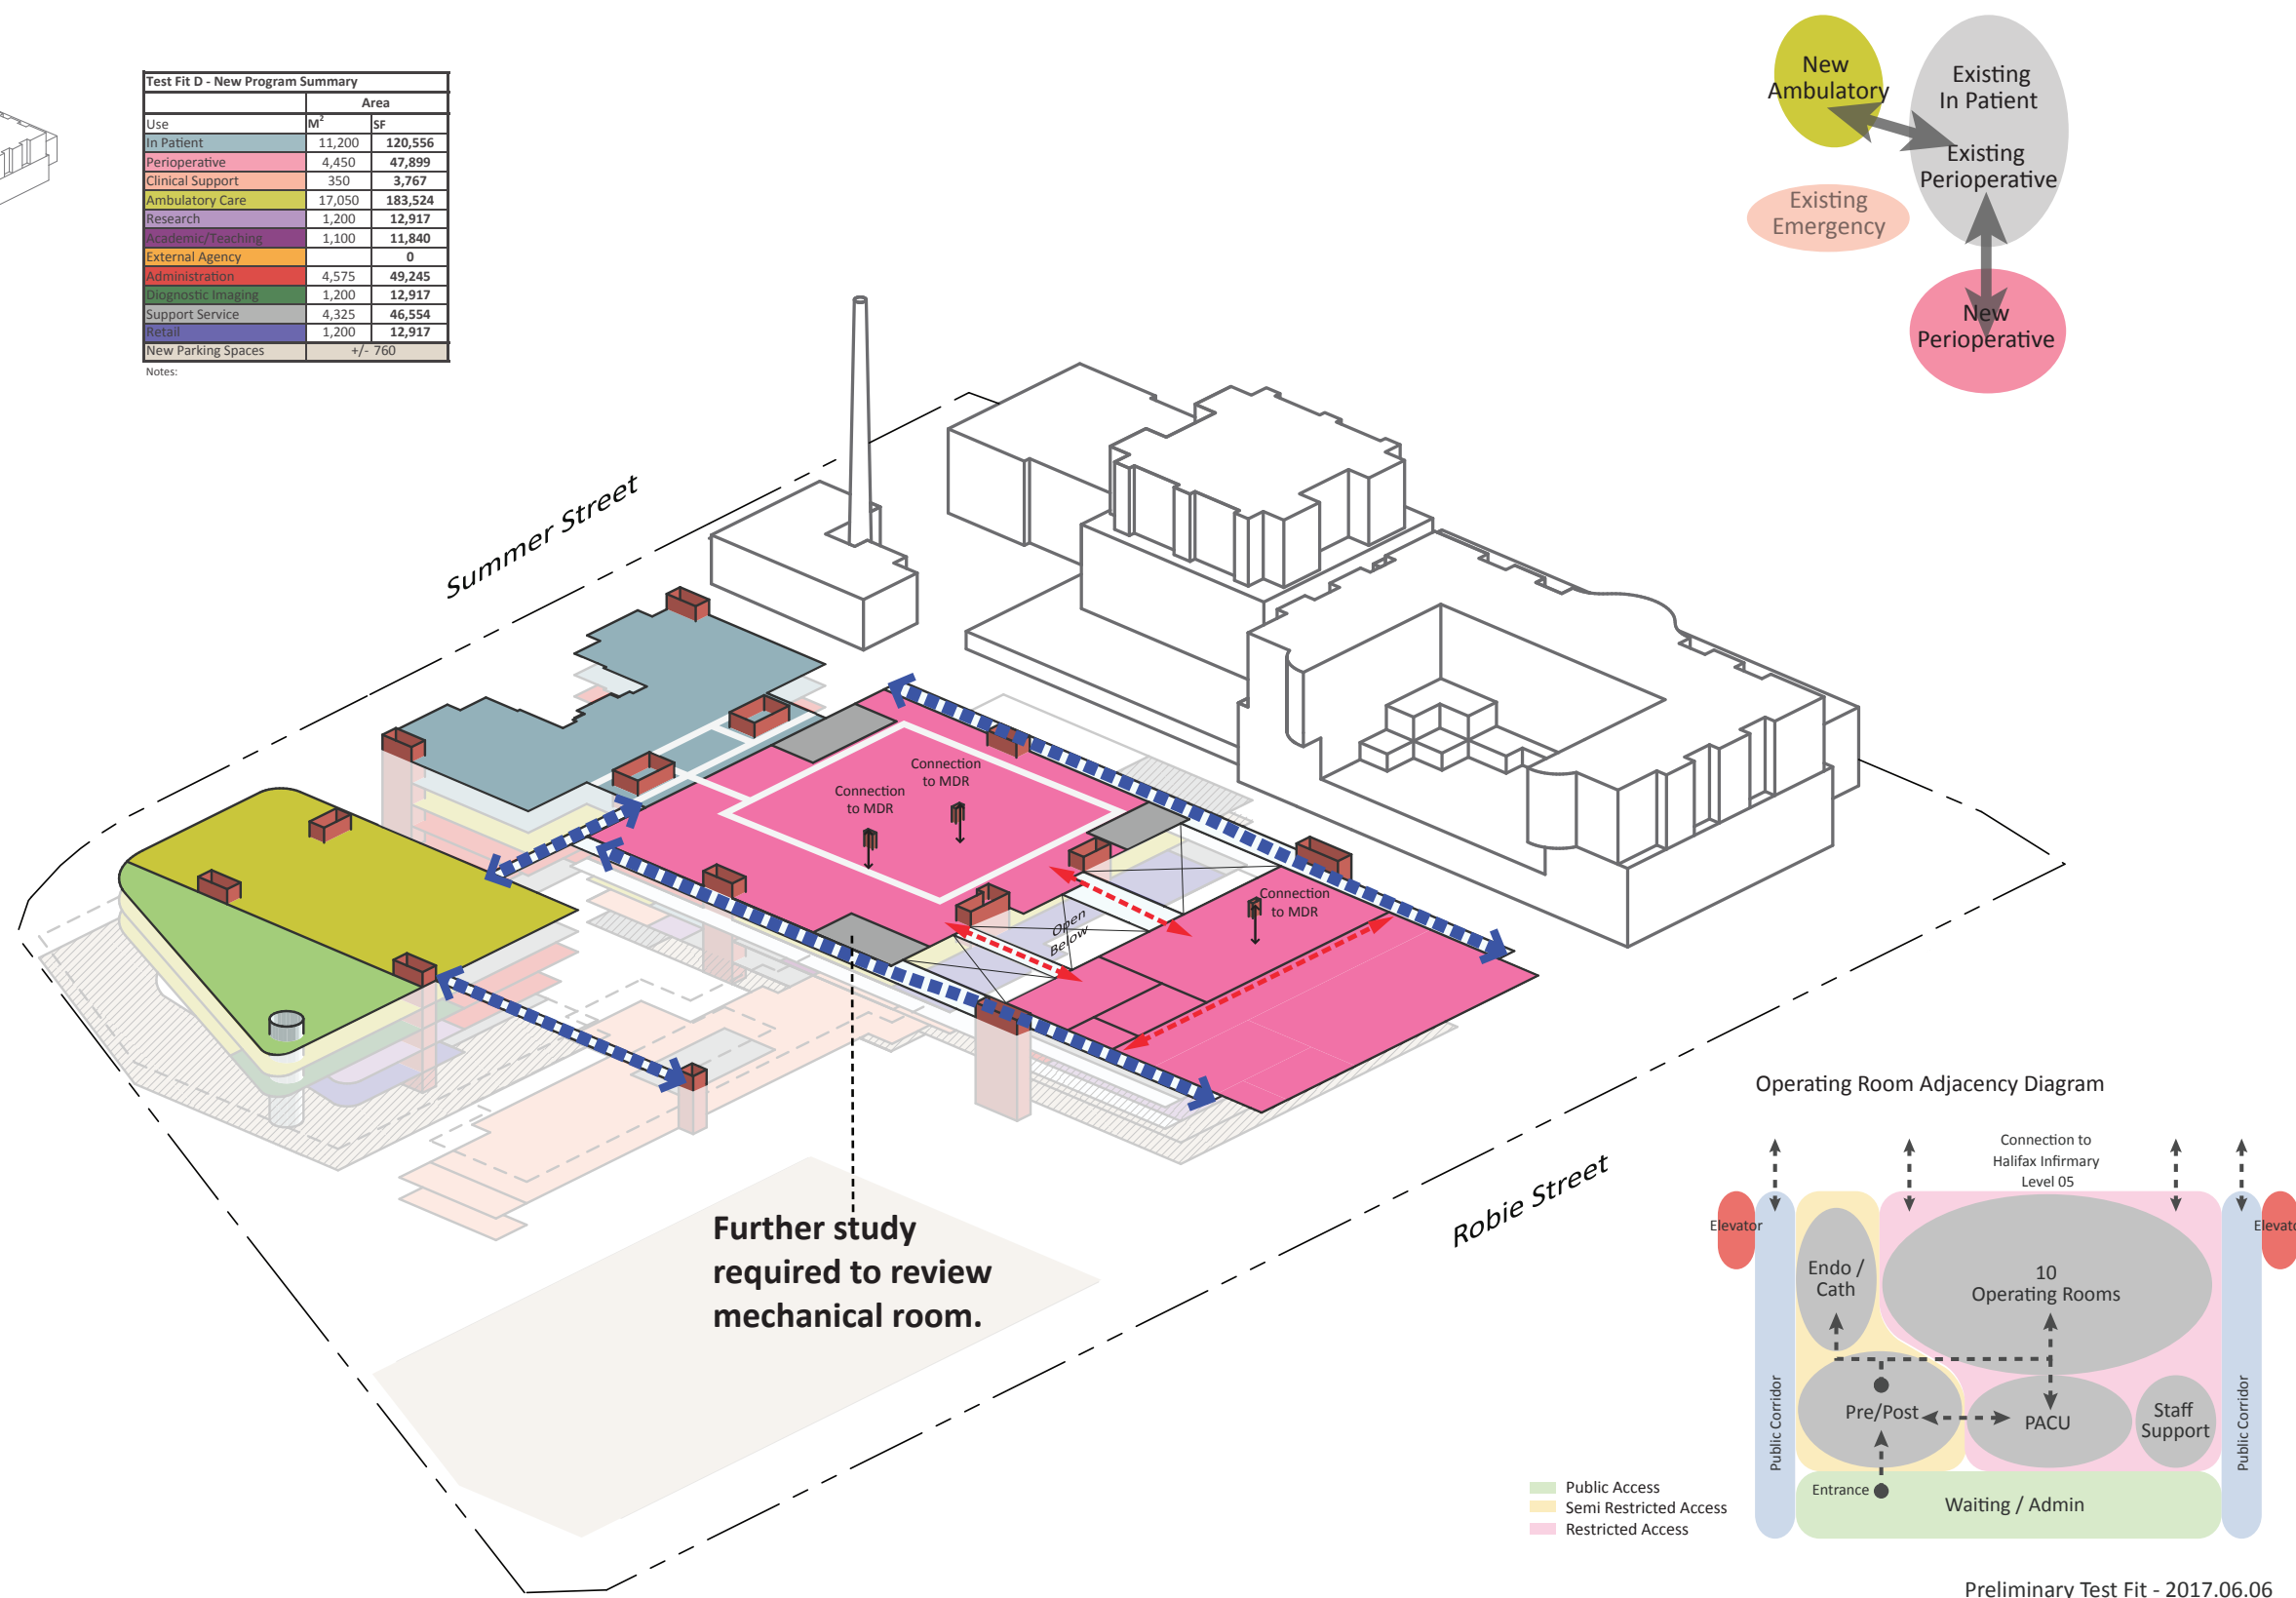 Test Fit D - New Program Summary
Area
Use M² SF
In Patient 11,200 120,556
Perioperative 4,450 47,899
Clinical Support 350 3,767
Ambulatory Care 17,050 183,524
Research 1,200 12,917
Academic/Teaching 1,100 11,840
External Agency 0
Administration 4,575 49,245
Diagnostic Imaging 1,200 12,917
Support Service 4,325 46,554
Retail 1,200 12,917
New Parking Spaces +/- 760
Notes:
New
Ambulatory
Existing
In Patient
Existing
Perioperative
Existing
Emergency
New
Perioperative
Summer Street
Connection
to MDR
Connection
to MDR
Connection
to MDR
Open
Below
Further study
required to review
mechanical room.
Robie Street
Operating Room Adjacency Diagram
Connection to
Halifax Infirmary
Level 05
Elevator
Elevato
Endo /
Cath
10
Operating Rooms
Public Corridor
Pre/Post
PACU
Staff
Support
Public Corridor
Entrance
Waiting / Admin
Public Access
Semi Restricted Access
Restricted Access
Preliminary Test Fit - 2017.06.06